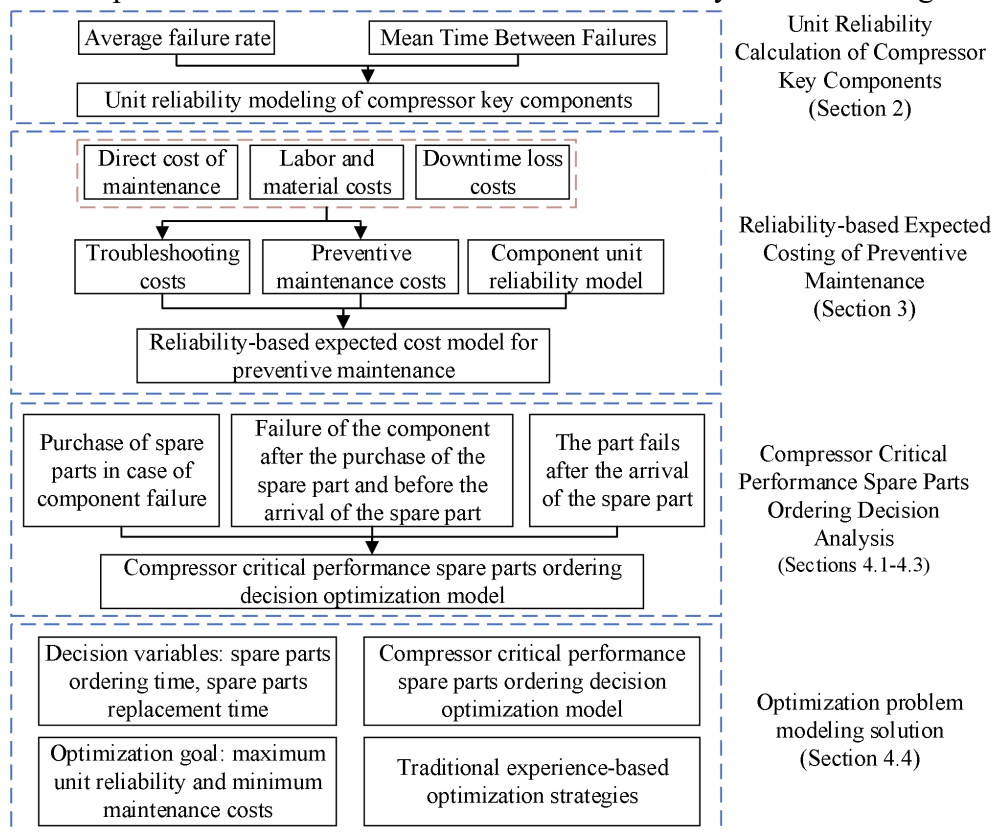 Average failure rate
Mean Time Between Failures
Unit reliability modeling of compressor key components
Unit Reliability
Calculation of Compressor
Key Components
(Section 2)
Direct cost of
maintenance
Labor and
material costs
Downtime loss
costs
Troubleshooting
costs
Preventive
maintenance costs
Component unit
reliability model
Reliability-based expected cost model for
preventive maintenance
Reliability-based Expected
Costing of Preventive
Maintenance
(Section 3)
Purchase of spare
parts in case of
component failure
Failure of the component
after the purchase of the
spare part and before the
arrival of the spare part
The part fails
after the arrival
of the spare part
Compressor critical performance spare parts ordering
decision optimization model
Compressor Critical
Performance Spare Parts
Ordering Decision
Analysis
(Sections 4.1-4.3)
Decision variables: spare parts
ordering time, spare parts
replacement time
Compressor critical performance
spare parts ordering decision
optimization model
Optimization goal: maximum
unit reliability and minimum
maintenance costs
Traditional experience-based
optimization strategies
Optimization problem
modeling solution
(Section 4.4)